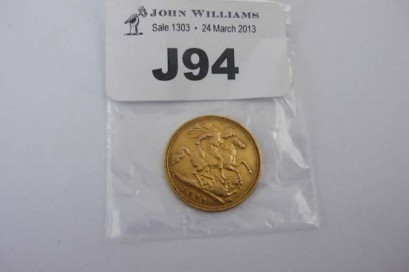 JOHN WILLIAMS
Sale 1303 • 24 March 2013
J94